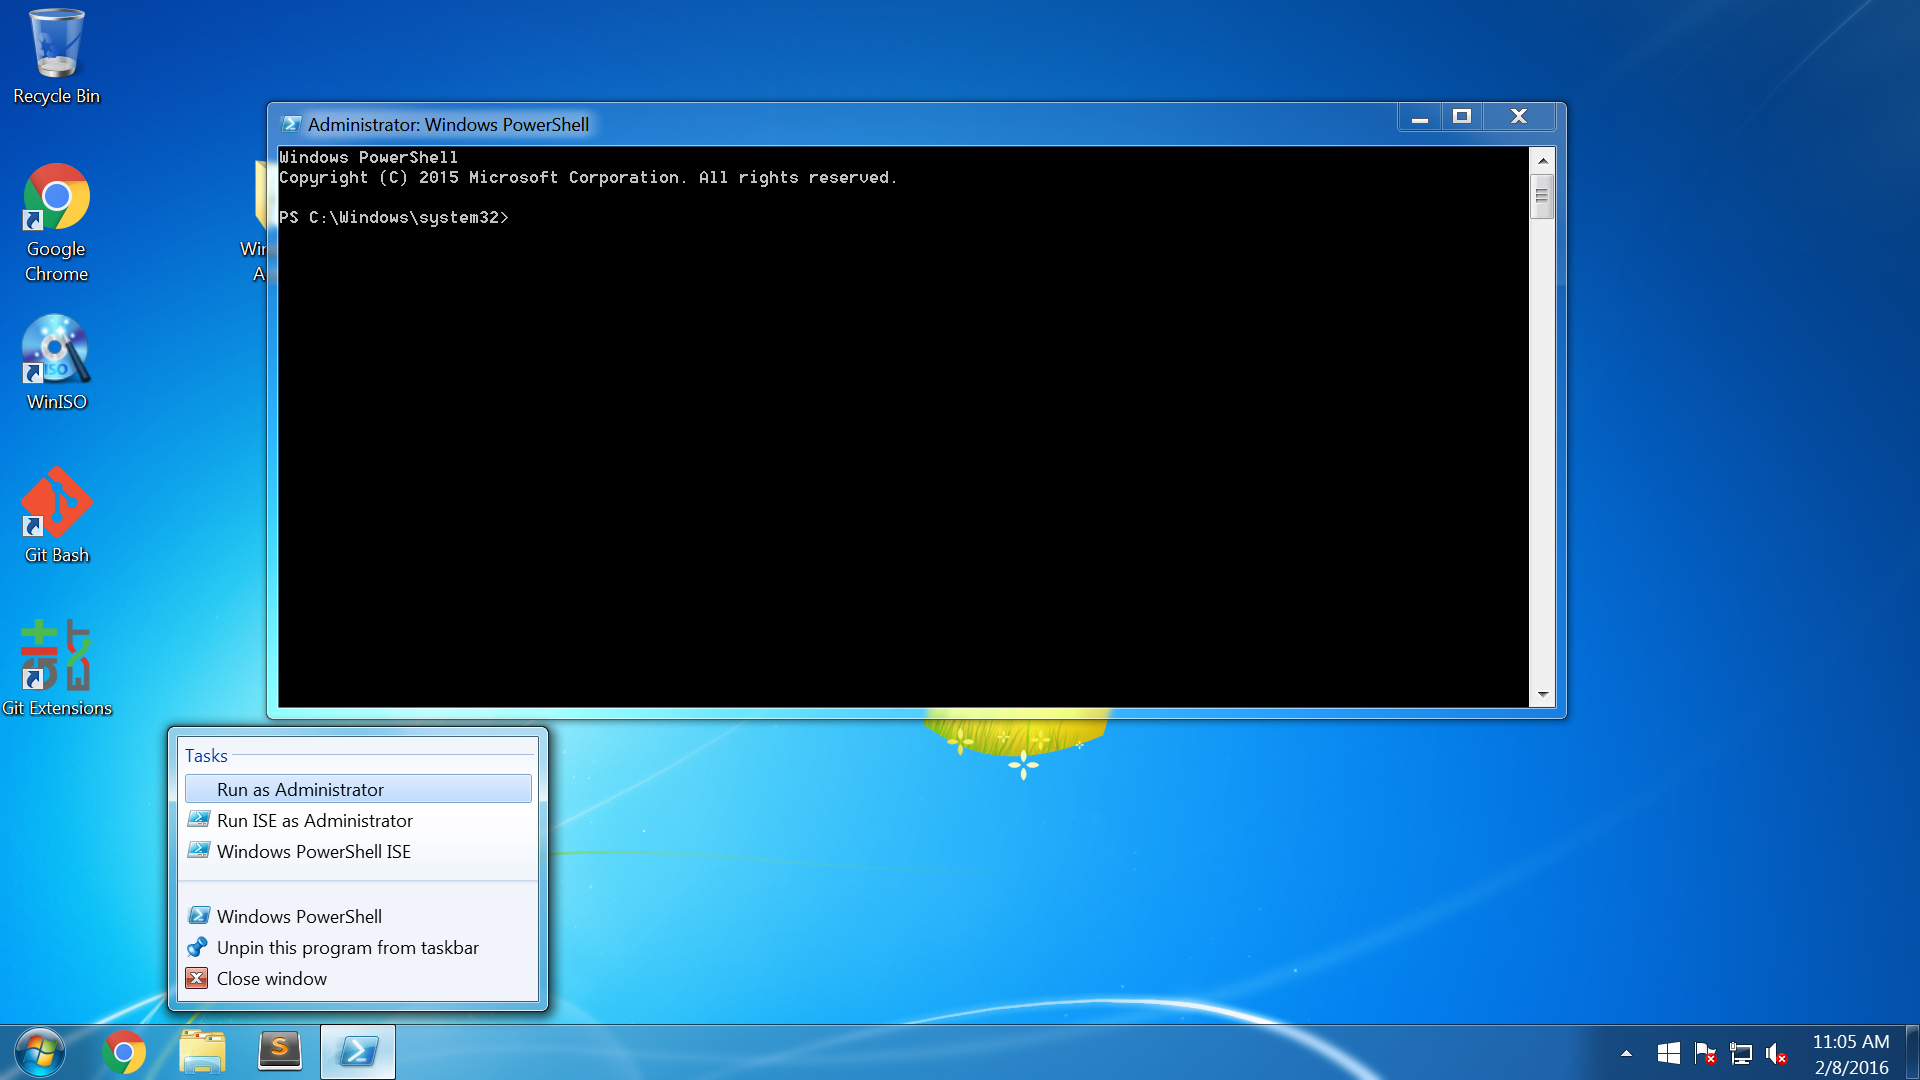 Recycle Bin
Google
Chrome
WinISO
Git Bash
Git Extensions
Administrator: Windows PowerShell
Windows PowerShell
Copyright (C) 2015 Microsoft Corporation. All rights reserved.
PS C:\Windows\system32>
Tasks
Run as Administrator
Run ISE as Administrator
Windows PowerShell ISE
Windows PowerShell
Unpin this program from taskbar
Close window
S
11:05 AM
2/8/2016